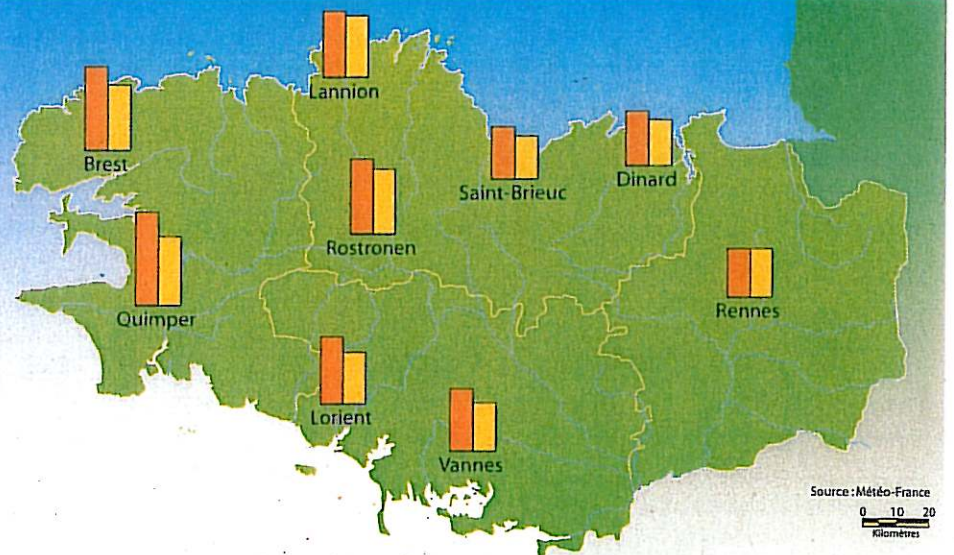 Lannion
Brest
Saint-Brieuc
Dinard
Rostronen
Quimper
Rennes
Lorient
Vannes
Source : Météo-France
0 10 20
Kilomètres